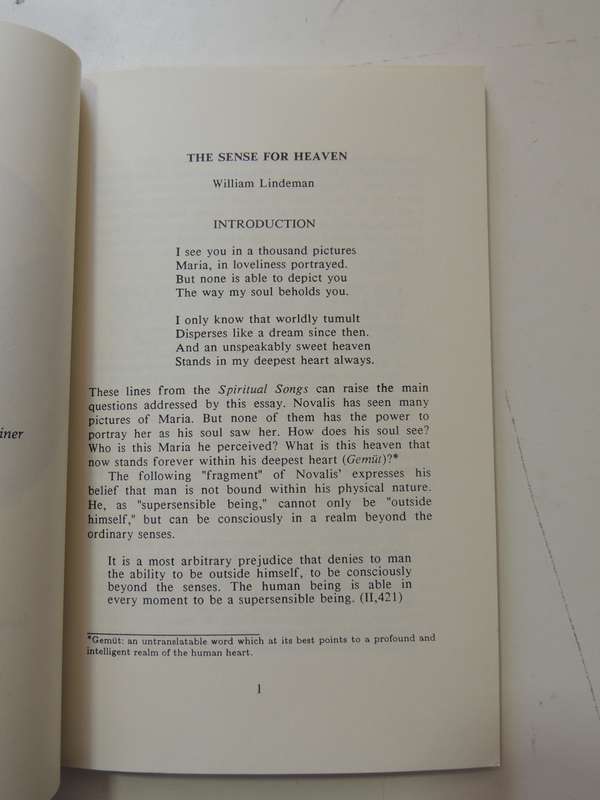 THE SENSE FOR HEAVEN
William Lindeman
INTRODUCTION
I see you in a thousand pictures
Maria, in loveliness portrayed.
But none is able to depict you
The way my soul beholds you.
I only know that worldly tumult
Disperses like a dream since then.
And an unspeakably sweet heaven
Stands in my deepest heart always.
These lines from the Spiritual Songs can raise the main
questions addressed by this essay. Novalis has seen many
pictures of Maria. But none of them has the power to
portray her as his soul saw her. How does his soul see?
Who is this Maria he perceived? What is this heaven that
now stands forever within his deepest heart (Gemüt)?*
The following "fragment" of Novalis' expresses his
belief that man is not bound within his physical nature.
He, as "supersensible being," cannot only be "outside
himself," but can be consciously in a realm beyond the
ordinary senses.
It is a most arbitrary prejudice that denies to man
the ability to be outside himself, to be consciously
beyond the senses. The human being is able in
every moment to be a supersensible being. (II,421)
*Gemüt: an untranslatable word which at its best points to a profound and
intelligent realm of the human heart.
1
iner